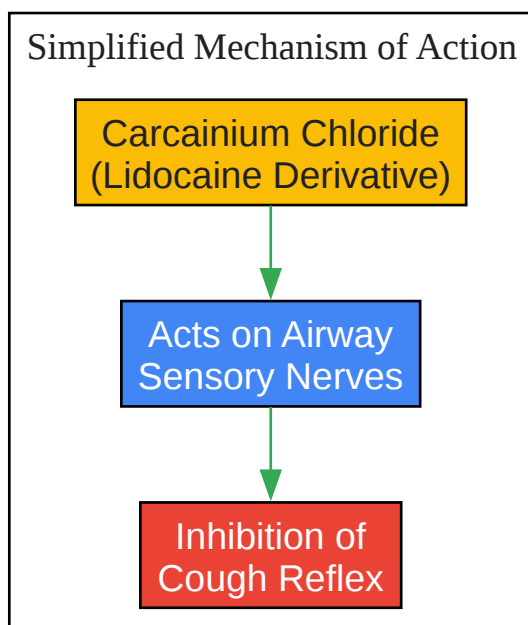 Simplified Mechanism of Action
Carcainium Chloride
(Lidocaine Derivative)
Acts on Airway
Sensory Nerves
Inhibition of
Cough Reflex